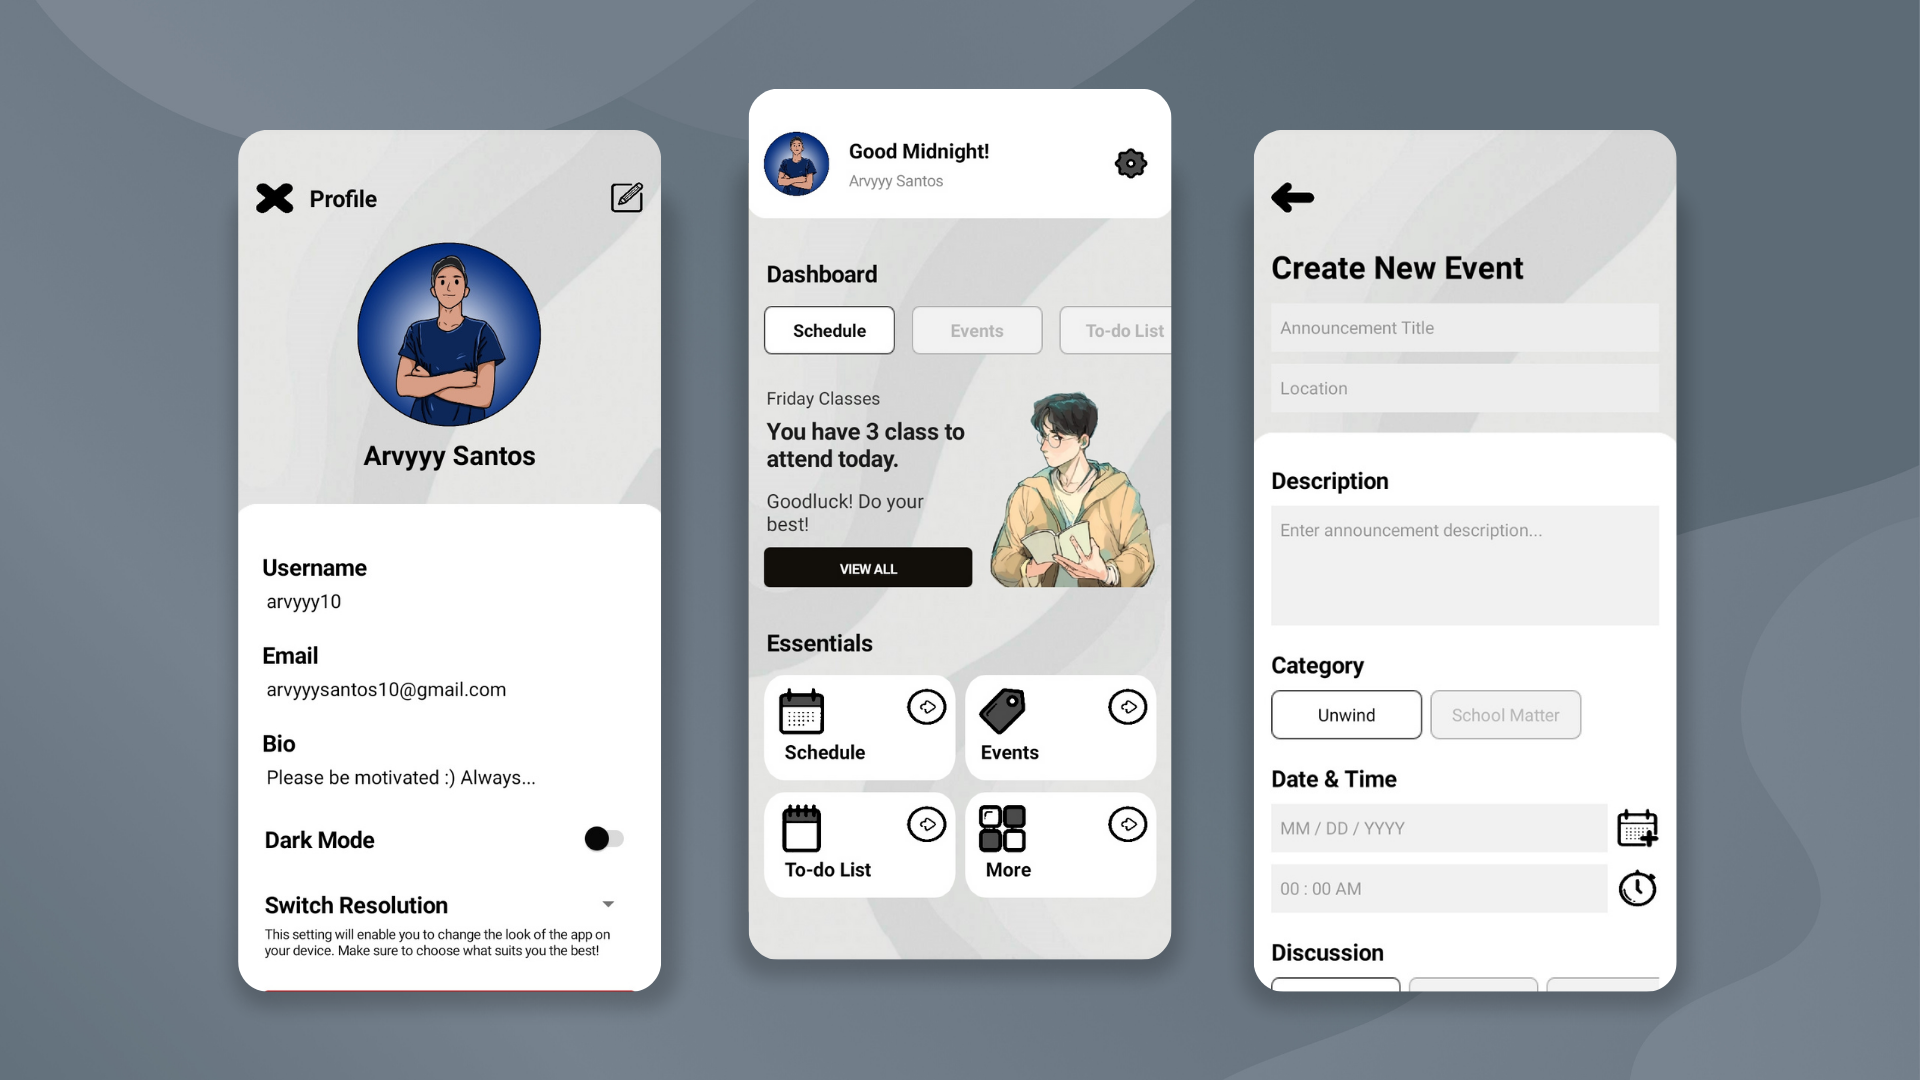 Profile
Arvyyy Santos
Username
arvyyy10
Email
arvyyysantos10@gmail.com
Bio
Please be motivated :) Always...
Dark Mode
Switch Resolution
This setting will enable you to change the look of the app on
your device. Make sure to choose what suits you the best!
Good Midnight!
Arvyyy Santos
Dashboard
Schedule
Events
To-do List
Friday Classes
You have 3 class to
attend today.
Goodluck! Do your
best!
VIEW ALL
Essentials
Schedule
Events
To-do List
More
Create New Event
Announcement Title
Location
Description
Enter announcement description...
Category
Unwind
School Matter
Date & Time
MM / DD / YYYY
00 : 00 AM
Discussion